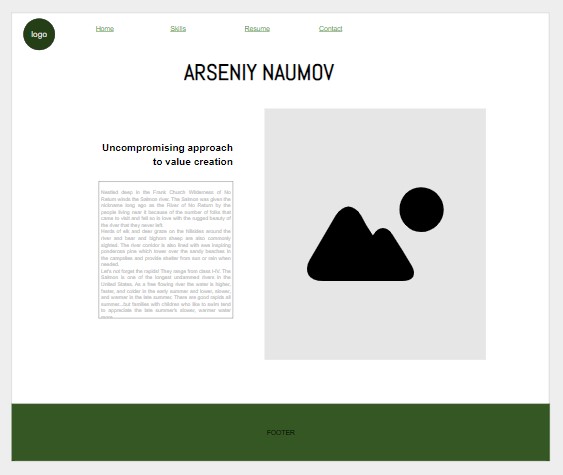 logo
Home Skills Resume Contact
ARSENIY NAUMOV
Uncompromising approach
to value creation
Nestled deep in the Frank Church Wilderness of No
Return winds the Salmon river. The Salmon was given the
nickname long ago as the River of No Return by the
people living near it because of the number of folks that
came to visit and fell so in love with the rugged beauty of
the river that they never left.
Herds of elk and deer graze on the hillsides around the
river and bear and bighorn sheep are also commonly
sighted. The river corridor is also lined with awe inspiring
ponderosa pine which tower over the sandy beaches in
the campsites and provide shelter from sun or rain when
needed.
Let's not forget the rapids! They range from class I-IV. The
Salmon is one of the longest undammed rivers in the
United States. As a free flowing river the water is higher,
faster, and colder in the early summer and lower, slower,
and warmer in the late summer. There are good rapids all
summer...but families with children who like to swim tend
to appreciate the late summer's slower, warmer water
FOOTER